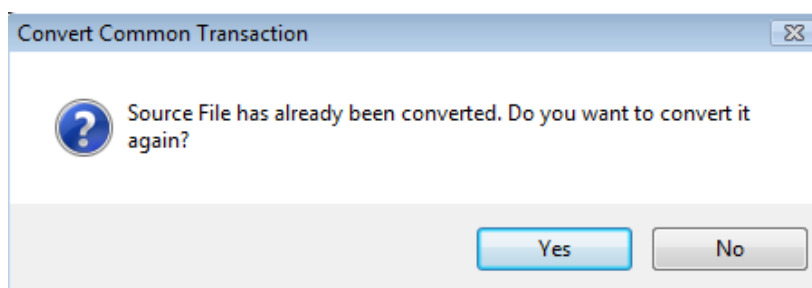 Convert Common Transaction
Source File has already been converted. Do you want to convert it
again?
Yes
No